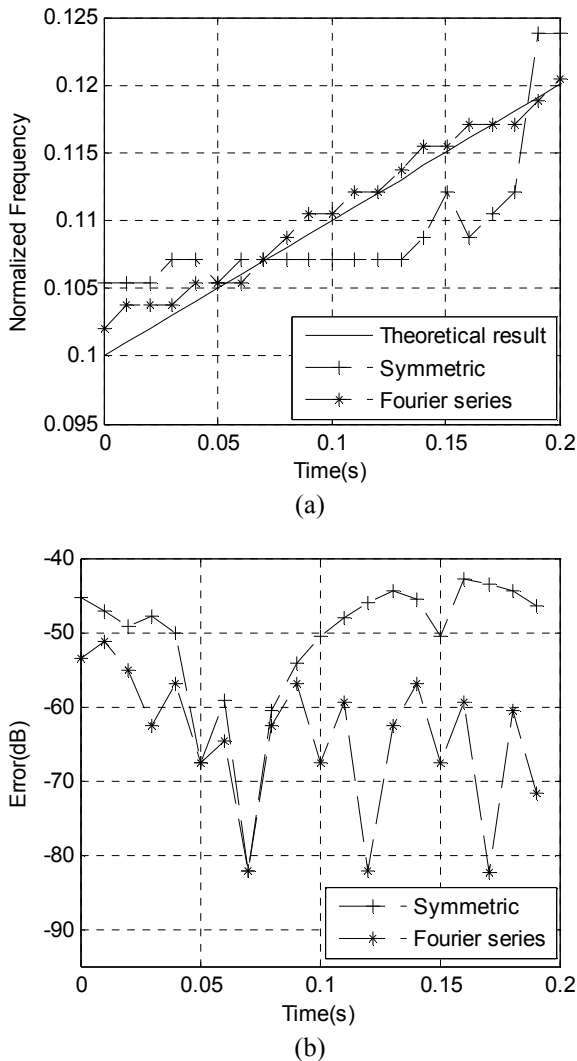 0.125
0.12
0.115
0.11
0.105
0.1
0.095
Normalized Frequency
Theoretical result
Symmetric
Fourier series
0 0.05 0.1 0.15 0.2
Time(s)
(a)
-40
-50
-60
-70
-80
-90
Error(dB)
Symmetric
Fourier series
0 0.05 0.1 0.15 0.2
Time(s)
(b)